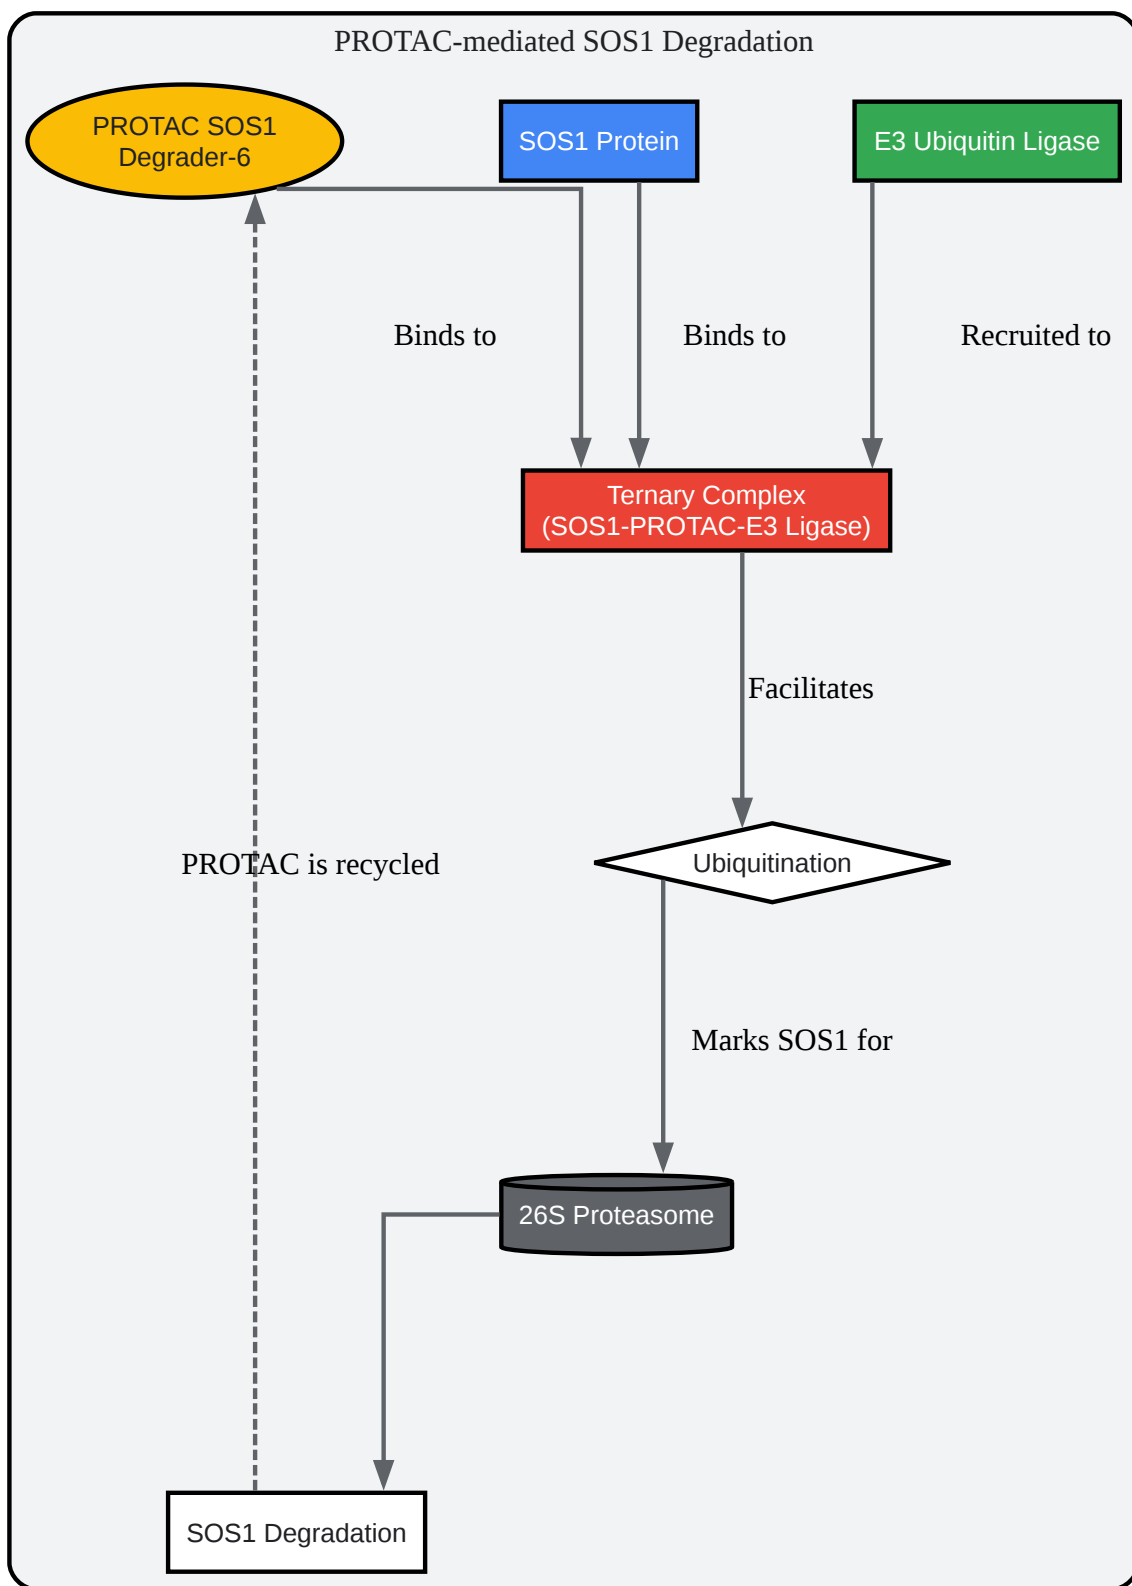 PROTAC-mediated SOS1 Degradation
PROTAC SOS1
Degrader-6
SOS1 Protein
E3 Ubiquitin Ligase
Binds to
Binds to
Recruited to
Ternary Complex
(SOS1-PROTAC-E3 Ligase)
Facilitates
PROTAC is recycled
Ubiquitination
Marks SOS1 for
26S Proteasome
SOS1 Degradation